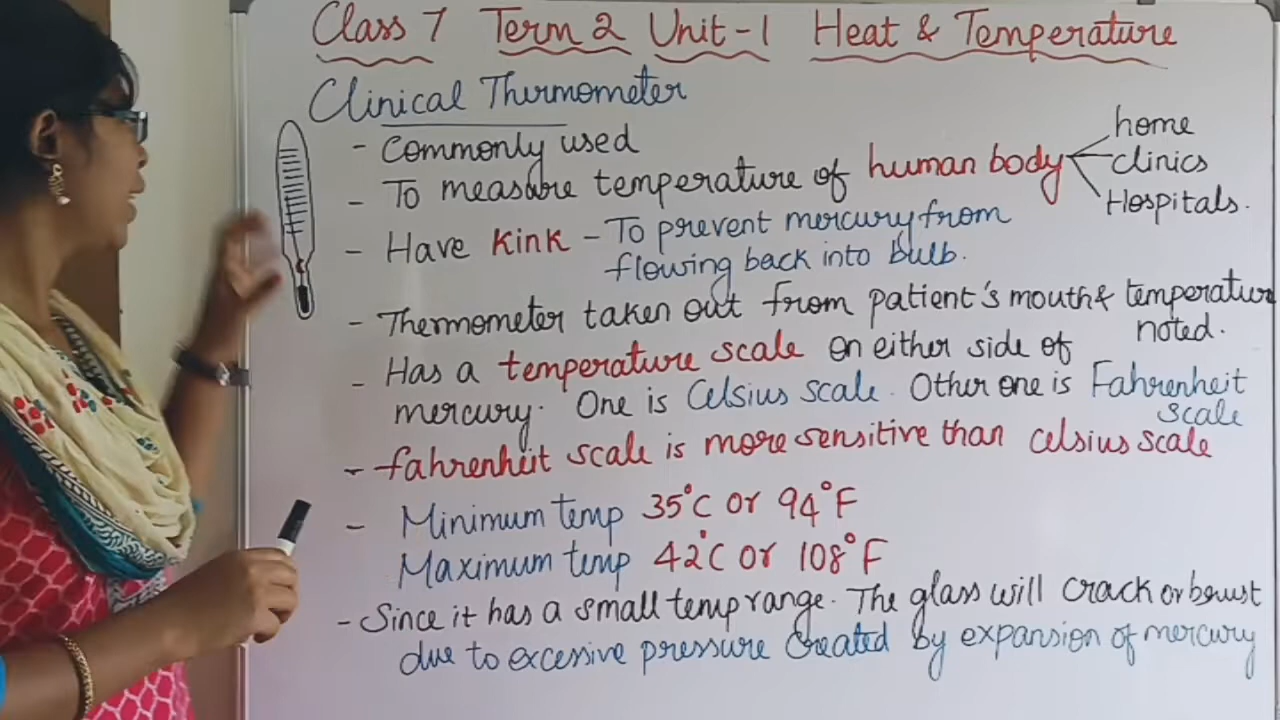 Class 7 Term 2 Unit-1 Heat & Temperature
Clinical Thermometer
- Commonly used
- To measure temperature of human body
home
clinics
Hospitals.
- Have kink - To prevent mercury from
flowing back into bulb.
- Thermometer taken out from patient's mouth & temperature
noted.
- Has a temperature scale on either side of
mercury. One is Celsius scale. Other one is Fahrenheit
scale
- fahrenheit scale is more sensitive than celsius scale
- Minimum temp 35°C or 94°F
Maximum temp 42°C or 108°F
- Since it has a small temp range. The glass will crack or burst
due to excessive pressure created by expansion of mercury